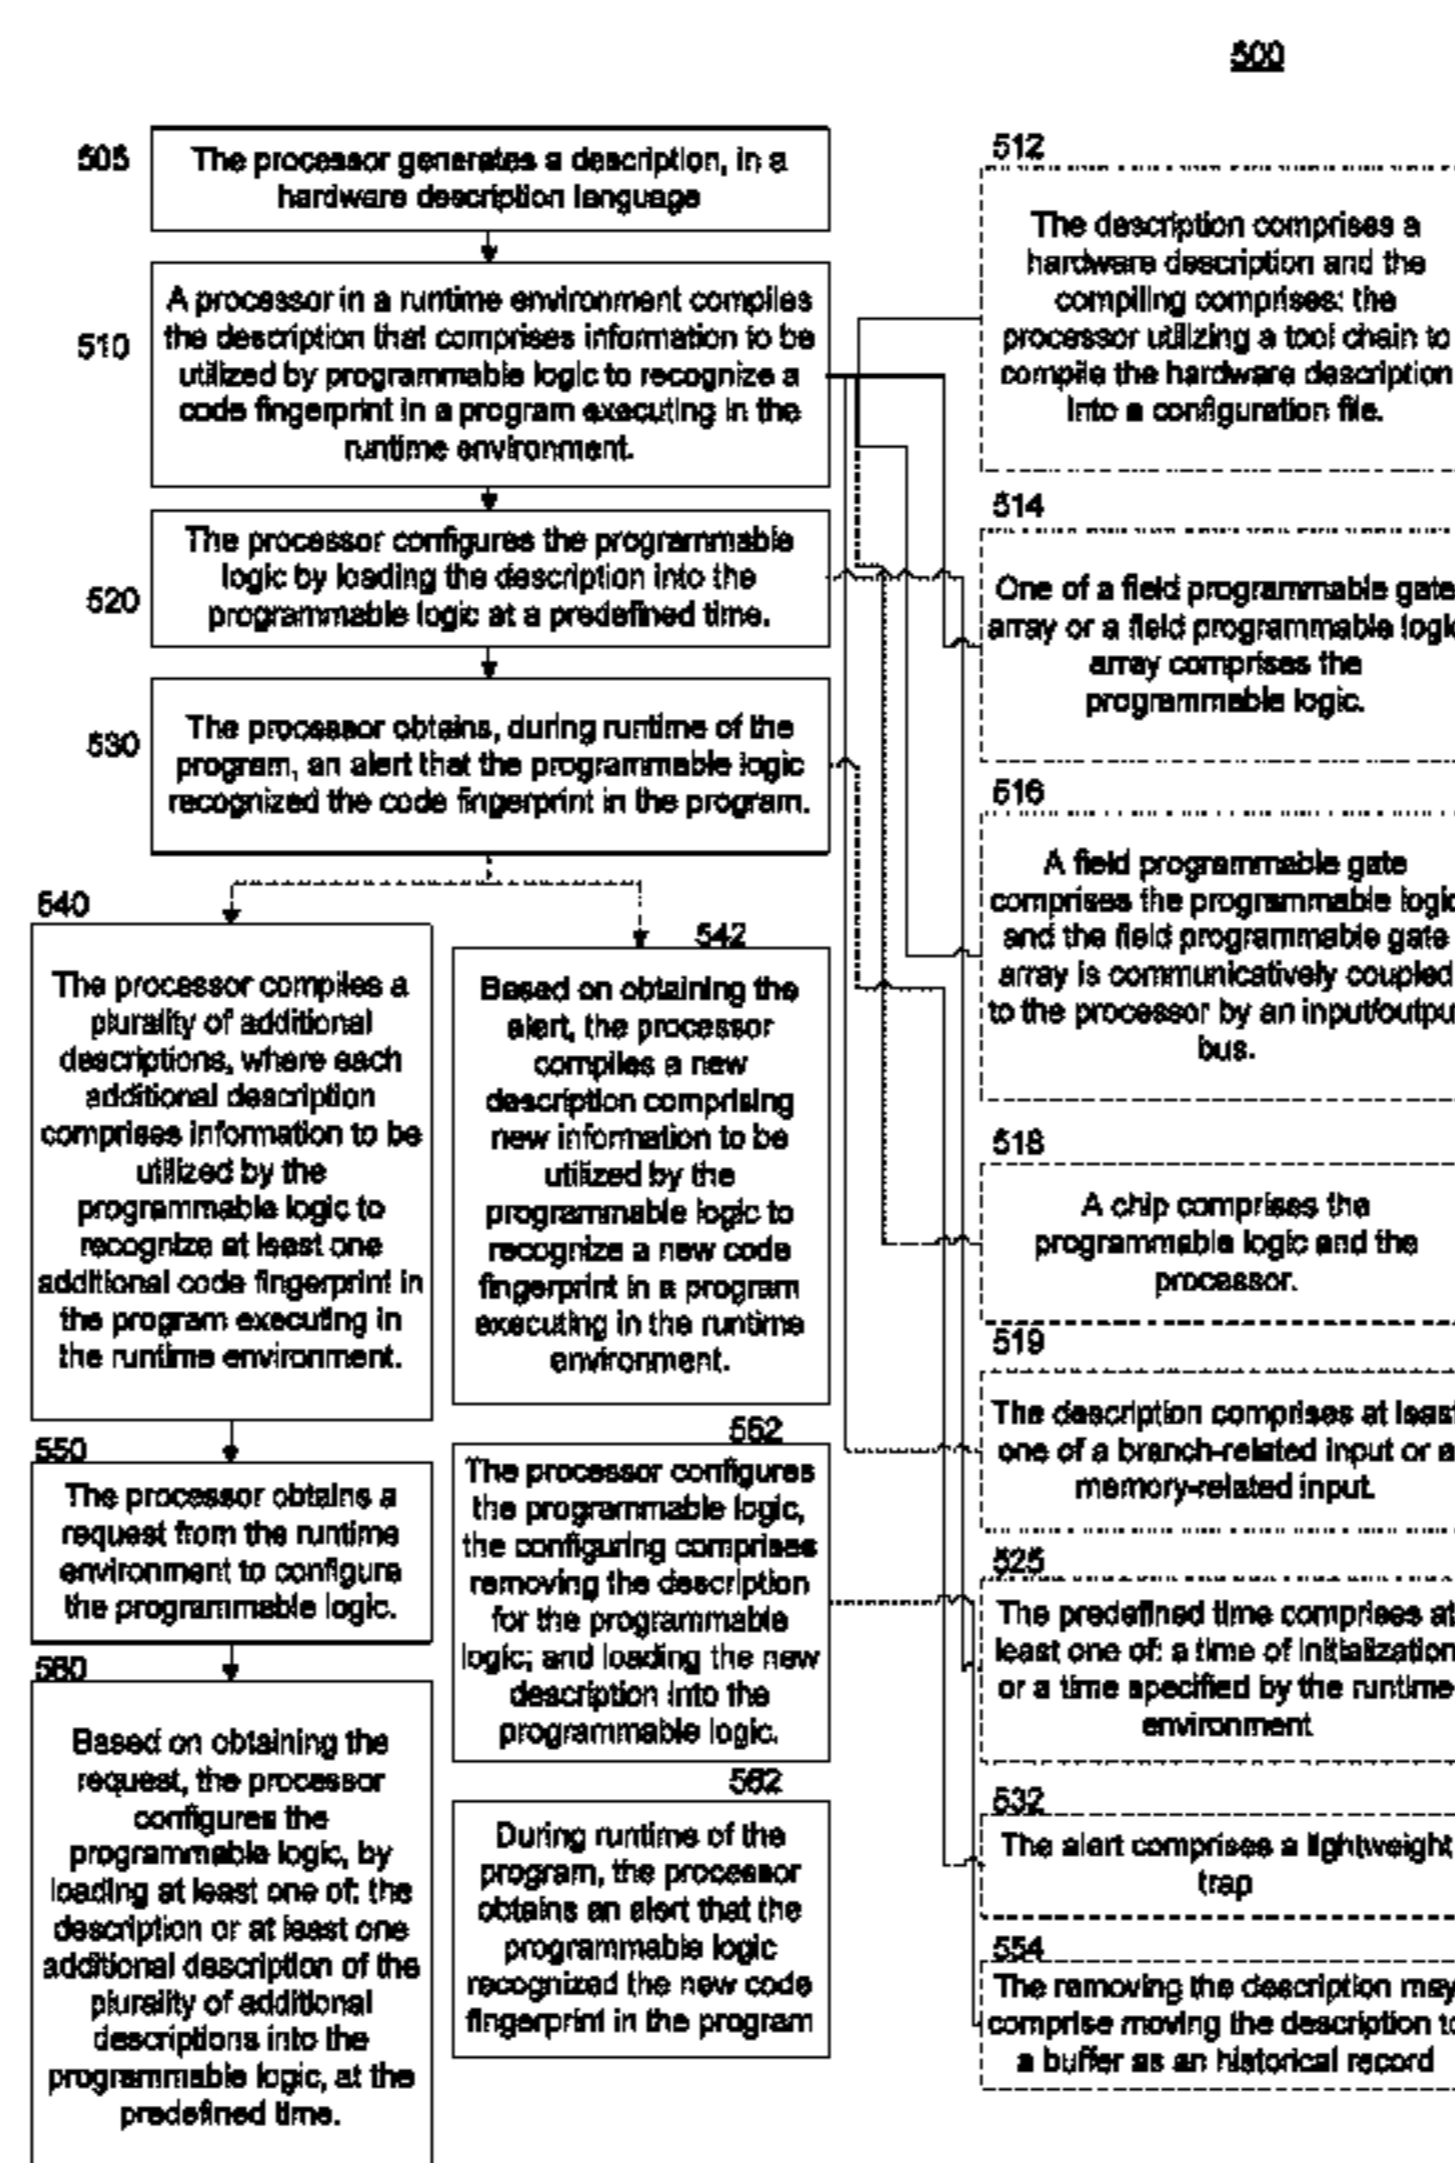 500
505
The processor generates a description, in a
hardware description language
510
A processor in a runtime environment compiles
the description that comprises information to be
utilized by programmable logic to recognize a
code fingerprint in a program executing in the
runtime environment.
520
The processor configures the programmable
logic by loading the description into the
programmable logic at a predefined time.
530
The processor obtains, during runtime of the
program, an alert that the programmable logic
recognized the code fingerprint in the program.
540
The processor compiles a
plurality of additional
descriptions, where each
additional description
comprises information to be
utilized by the
programmable logic to
recognize at least one
additional code fingerprint in
the program executing in
the runtime environment.
550
The processor obtains a
request from the runtime
environment to configure
the programmable logic.
560
Based on obtaining the
request, the processor
configures the
programmable logic, by
loading at least one of: the
description or at least one
additional description of the
plurality of additional
descriptions into the
programmable logic, at the
predefined time.
542
Based on obtaining the
alert, the processor
compiles a new
description comprising
new information to be
utilized by the
programmable logic to
recognize a new code
fingerprint in a program
executing in the runtime
environment.
552
The processor configures
the programmable logic,
the configuring comprises
removing the description
for the programmable
logic; and loading the new
description into the
programmable logic.
562
During runtime of the
program, the processor
obtains an alert that the
programmable logic
recognized the new code
fingerprint in the program
512
The description comprises a
hardware description and the
compiling comprises: the
processor utilizing a tool chain to
compile the hardware description
into a configuration file.
514
One of a field programmable gate
array or a field programmable logic
array comprises the
programmable logic.
516
A field programmable gate
comprises the programmable logic
and the field programmable gate
array is communicatively coupled
to the processor by an input/output
bus.
518
A chip comprises the
programmable logic and the
processor.
519
The description comprises at least
one of a branch-related input or a
memory-related input.
525
The predefined time comprises at
least one of: a time of initialization
or a time specified by the runtime
environment
532
The alert comprises a lightweight
trap
554
The removing the description may
comprise moving the description to
a buffer as an historical record